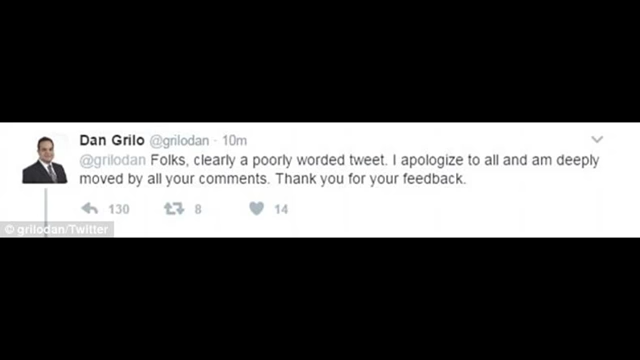 Dan Grilo @grilodan · 10m
@grilodan Folks, clearly a poorly worded tweet. I apologize to all and am deeply
moved by all your comments. Thank you for your feedback.
130 8 14
© grilodan/Twitter